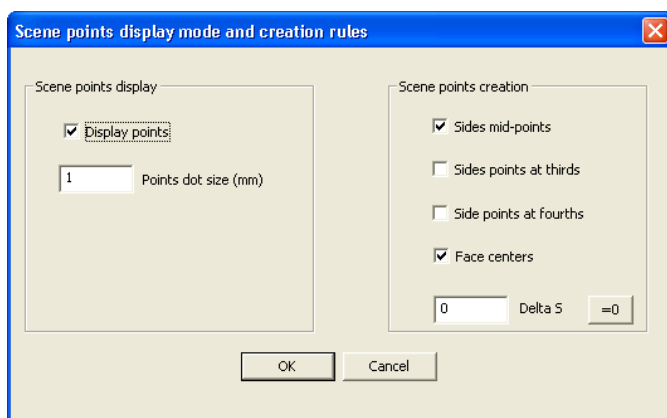 Scene points display mode and creation rules
Scene points display
Display points
1 Points dot size (mm)
Scene points creation
Sides mid-points
Sides points at thirds
Side points at fourths
Face centers
0 Delta S =0
OK Cancel